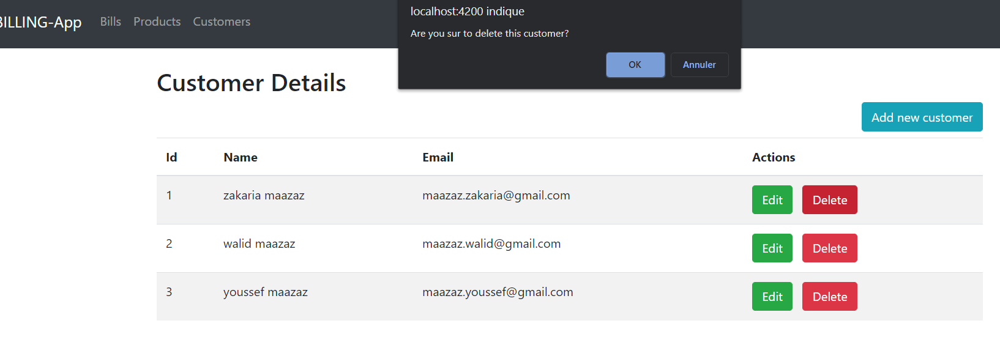 BILLING-App Bills Products Customers
localhost:4200 indique
Are you sur to delete this customer?
OK Annuler
Customer Details
Add new customer
Id Name Email Actions
1 zakaria maazaz maazaz.zakaria@gmail.com Edit Delete
2 walid maazaz maazaz.walid@gmail.com Edit Delete
3 youssef maazaz maazaz.youssef@gmail.com Edit Delete